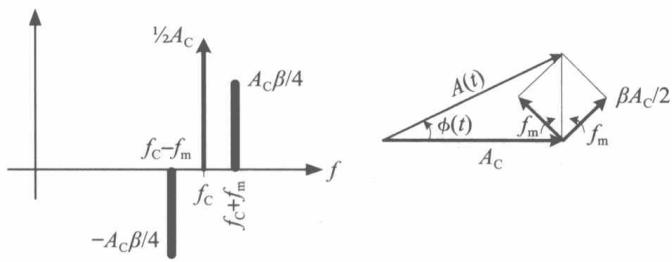 ½A_C
A_Cβ/4
f_C–f_m
f
f_C
f_C+f_m
–A_Cβ/4
A(t)
βA_C/2
ϕ(t)
f_m
f_m
A_C